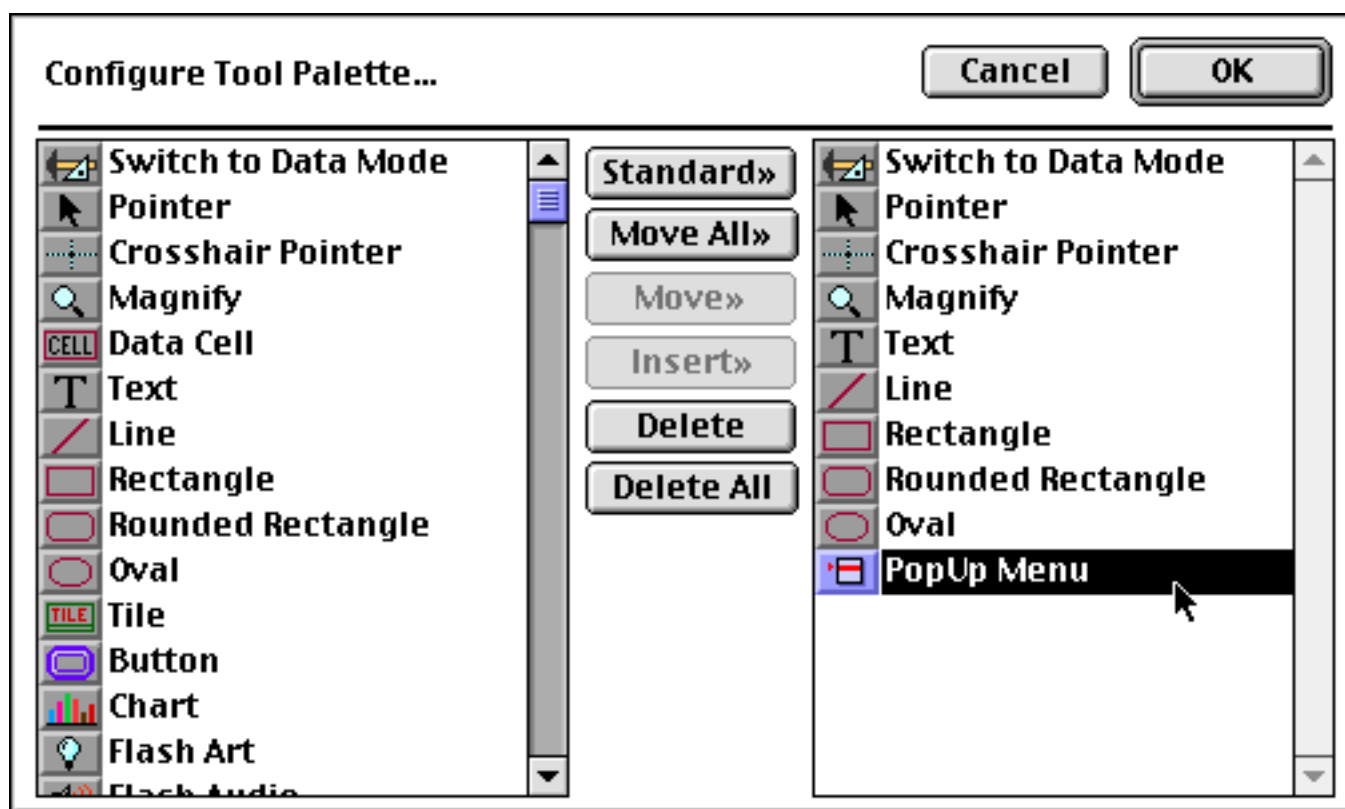 Configure Tool Palette...
Cancel
OK
Switch to Data Mode
Pointer
Crosshair Pointer
Magnify
CELL Data Cell
T Text
Line
Rectangle
Rounded Rectangle
Oval
TILE Tile
Button
Chart
Flash Art
Flash Audio
Standard»
Move All»
Move»
Insert»
Delete
Delete All
Switch to Data Mode
Pointer
Crosshair Pointer
Magnify
T Text
Line
Rectangle
Rounded Rectangle
Oval
PopUp Menu